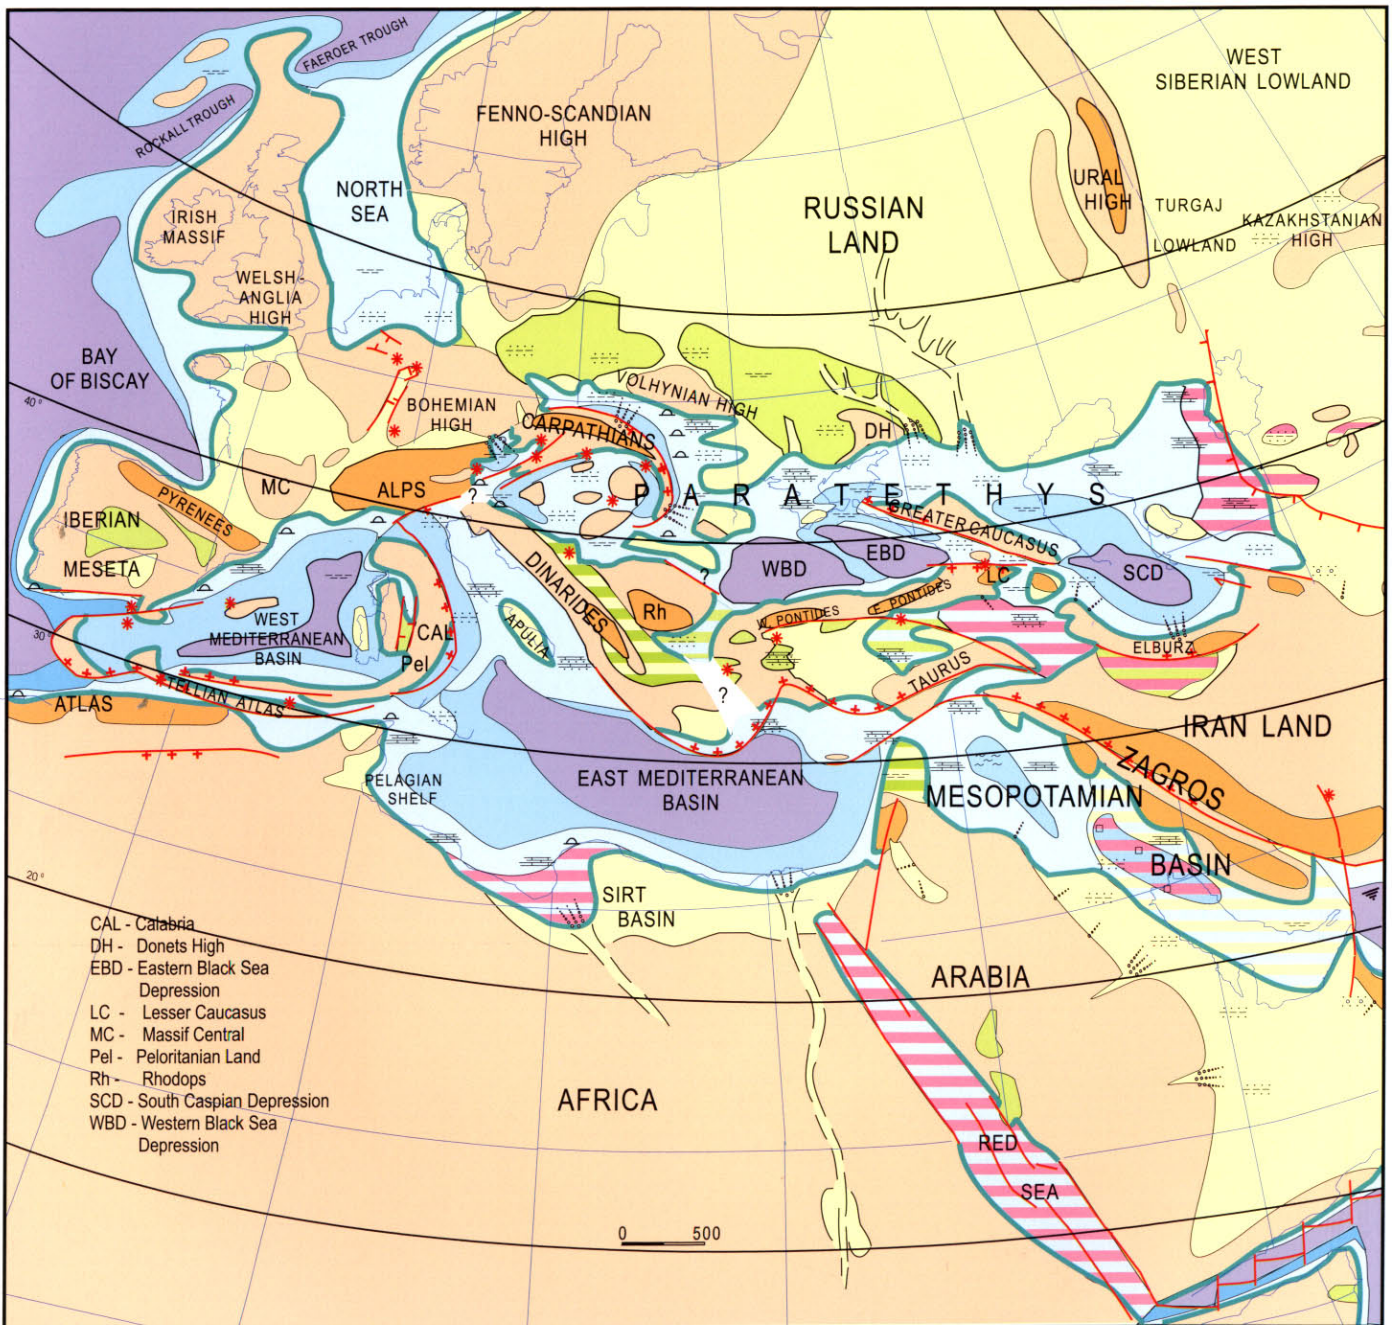 FAEROER TROUGH
ROCKALL TROUGH
FENNO-SCANDIAN
HIGH
WEST
SIBERIAN LOWLAND
NORTH
SEA
IRISH
MASSIF
RUSSIAN
LAND
URAL
HIGH
TURGAJ
LOWLAND
KAZAKHSTANIAN
HIGH
WELSH-
ANGLIA
HIGH
BAY
OF BISCAY
40°
BOHEMIAN
HIGH
VOLHYNIAN HIGH
CARPATHIANS
DH
MC
ALPS
?
PARATETHYS
PYRENEES
IBERIAN
MESETA
GREATER CAUCASUS
EBD
WBD
LC
SCD
?
DINARIDES
Rh
W. PONTIDES
E. PONTIDES
WEST
MEDITERRANEAN
BASIN
30°
CAL
Pel
APULIA
ELBURZ
TAURUS
TELLIAN ATLAS
ATLAS
?
IRAN LAND
ZAGROS
PELAGIAN
SHELF
EAST MEDITERRANEAN
BASIN
MESOPOTAMIAN
BASIN
20°
SIRT
BASIN
CAL - Calabria
DH - Donets High
EBD - Eastern Black Sea
Depression
LC - Lesser Caucasus
MC - Massif Central
Pel - Peloritanian Land
Rh - Rhodops
SCD - South Caspian Depression
WBD - Western Black Sea
Depression
ARABIA
AFRICA
RED
SEA
0 500